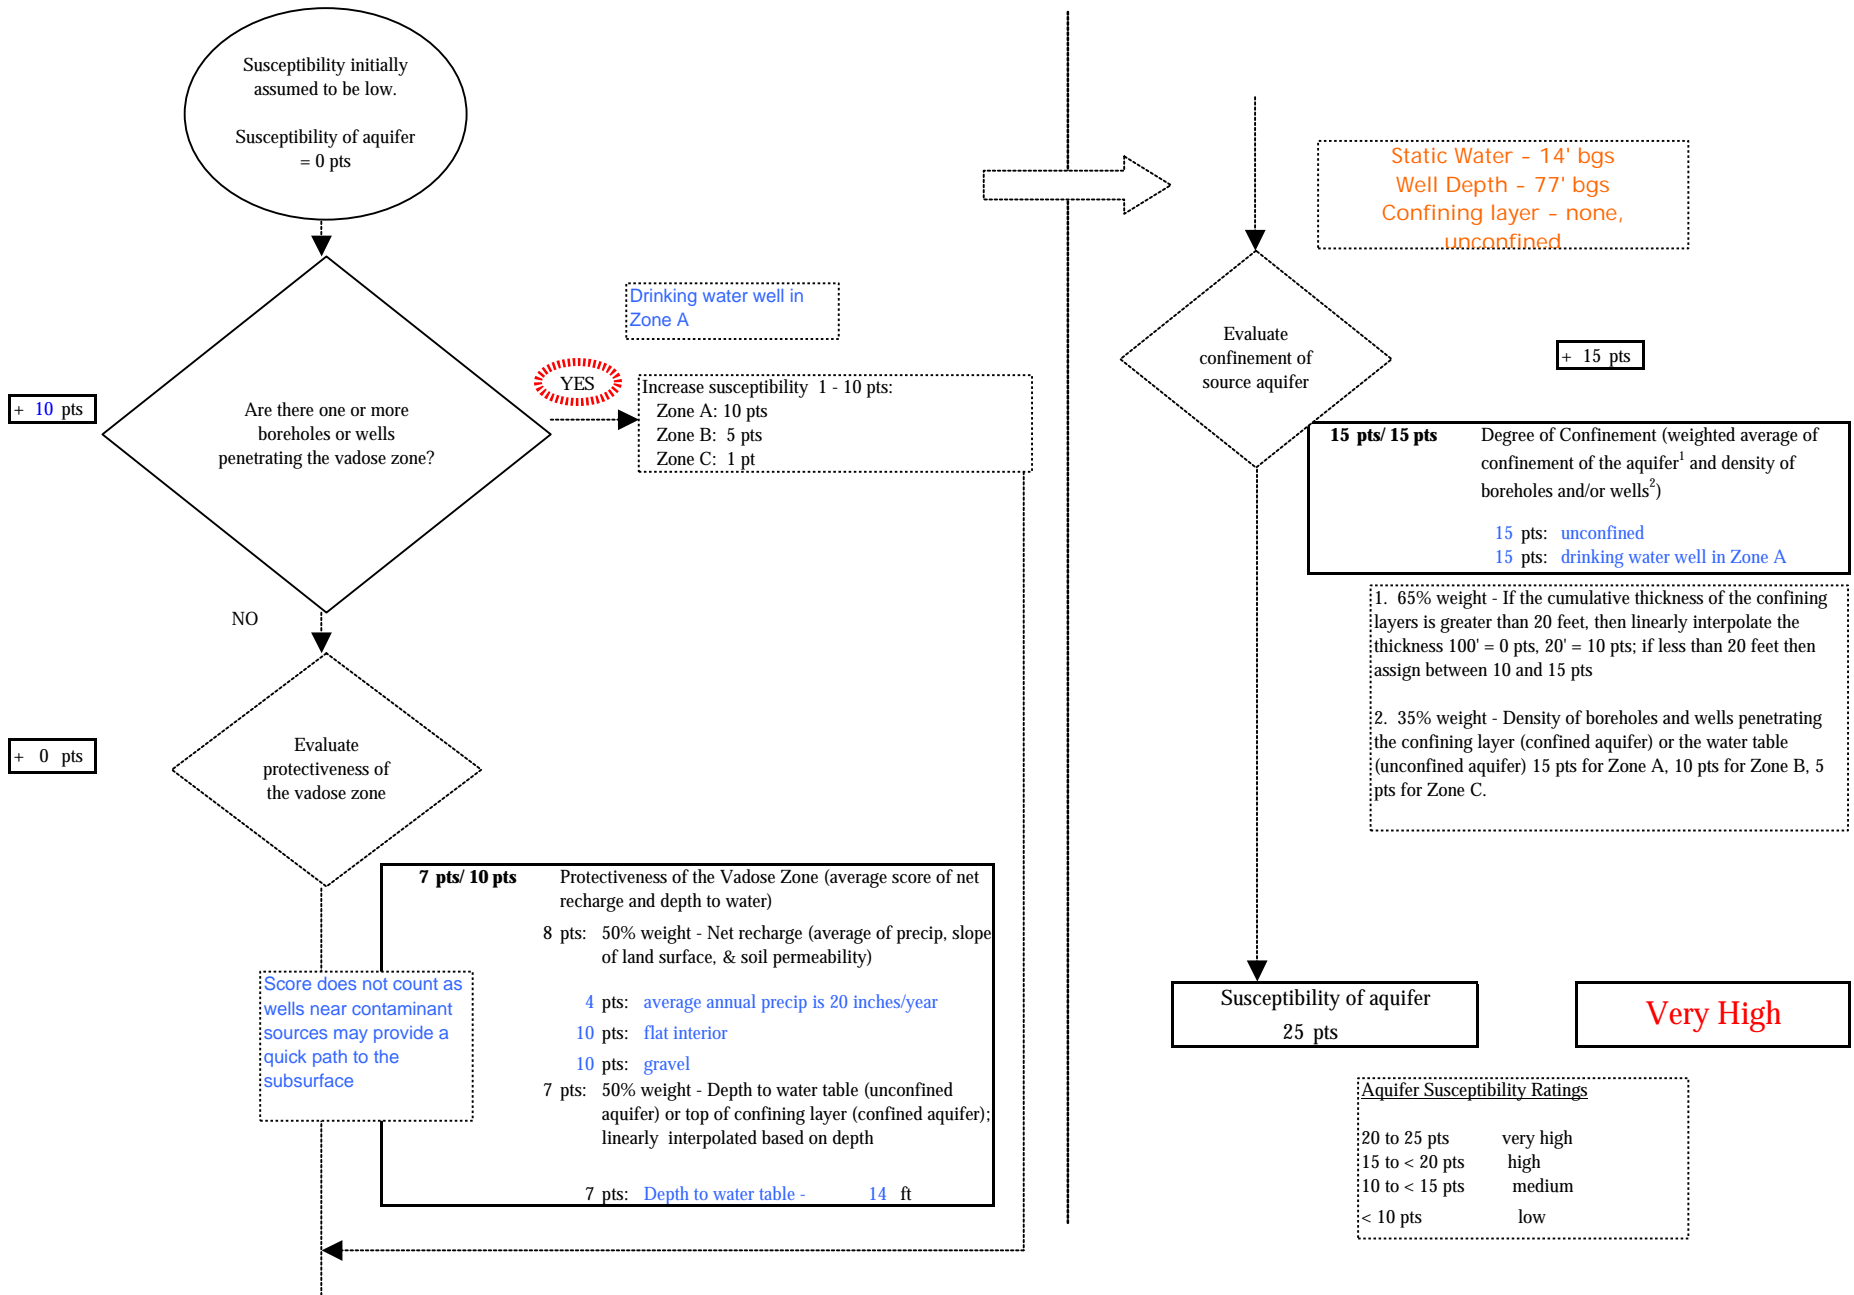 Susceptibility initially
assumed to be low.
Susceptibility of aquifer
= 0 pts
Drinking water well in
Zone A
YES
Increase susceptibility 1 - 10 pts:
Zone A: 10 pts
Zone B: 5 pts
Zone C: 1 pt
+ 10 pts
Are there one or more
boreholes or wells
penetrating the vadose zone?
NO
+ 0 pts
Evaluate
protectiveness of
the vadose zone
7 pts/ 10 pts Protectiveness of the Vadose Zone (average score of net
recharge and depth to water)
8 pts: 50% weight - Net recharge (average of precip, slope
of land surface, & soil permeability)
4 pts: average annual precip is 20 inches/year
10 pts: flat interior
10 pts: gravel
7 pts: 50% weight - Depth to water table (unconfined
aquifer) or top of confining layer (confined aquifer);
linearly interpolated based on depth
7 pts: Depth to water table - 14 ft
Score does not count as
wells near contaminant
sources may provide a
quick path to the
subsurface
Static Water - 14' bgs
Well Depth - 77' bgs
Confining layer - none,
unconfined
Evaluate
confinement of
source aquifer
+ 15 pts
15 pts/ 15 pts Degree of Confinement (weighted average of
confinement of the aquifer1 and density of
boreholes and/or wells2)
15 pts: unconfined
15 pts: drinking water well in Zone A
1. 65% weight - If the cumulative thickness of the confining
layers is greater than 20 feet, then linearly interpolate the
thickness 100' = 0 pts, 20' = 10 pts; if less than 20 feet then
assign between 10 and 15 pts
2. 35% weight - Density of boreholes and wells penetrating
the confining layer (confined aquifer) or the water table
(unconfined aquifer) 15 pts for Zone A, 10 pts for Zone B, 5
pts for Zone C.
Susceptibility of aquifer
25 pts
Very High
Aquifer Susceptibility Ratings
20 to 25 pts very high
15 to < 20 pts high
10 to < 15 pts medium
< 10 pts low